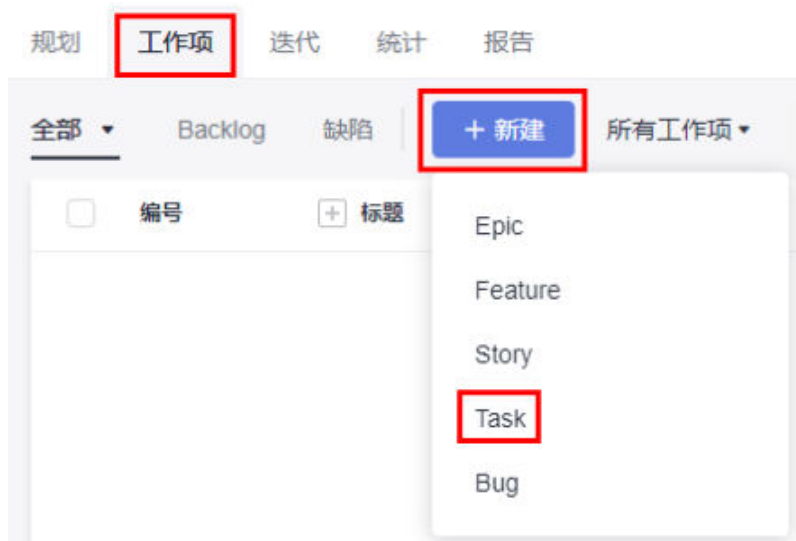 规划 工作项 迭代 统计 报告
全部 Backlog 缺陷 + 新建 所有工作项
编号 标题
Epic
Feature
Story
Task
Bug